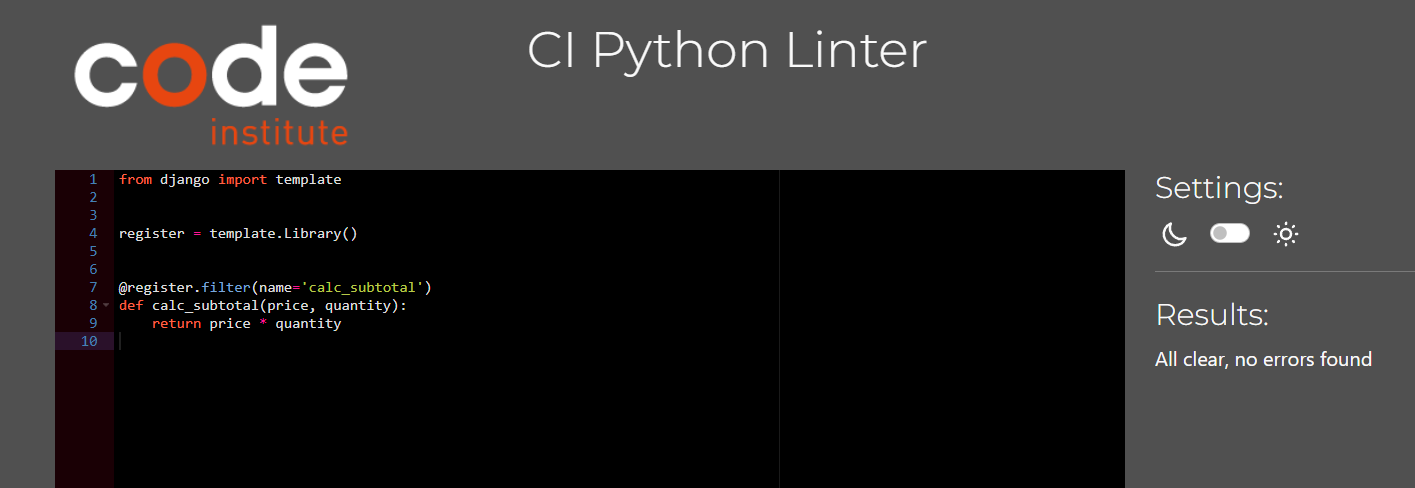 code
institute
CI Python Linter
1 from django import template
2
3
4 register = template.Library()
5
6
7 @register.filter(name='calc_subtotal')
8 def calc_subtotal(price, quantity):
9     return price * quantity
10
Settings:
Results:
All clear, no errors found